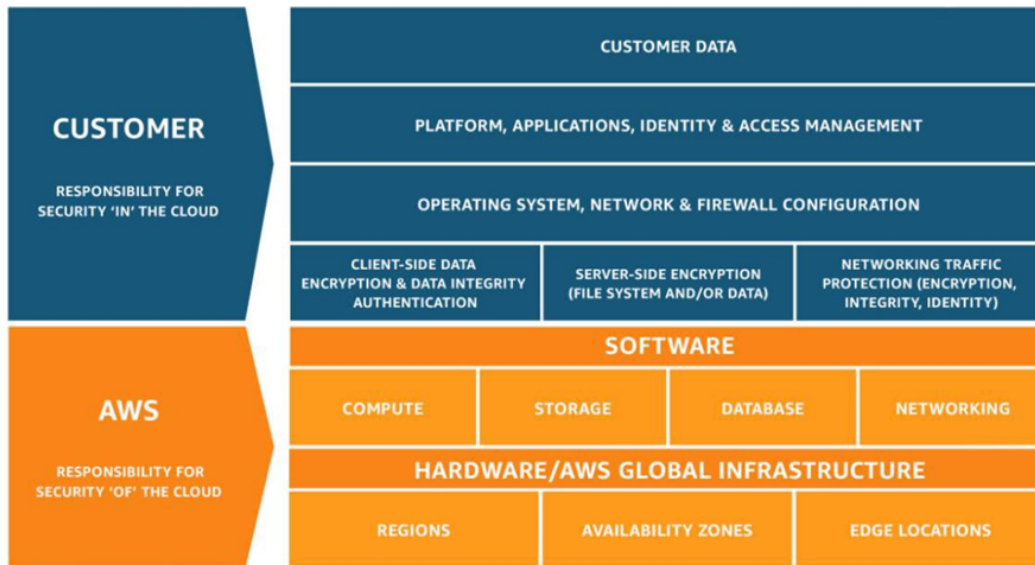 CUSTOMER
RESPONSIBILITY FOR
SECURITY ‘IN’ THE CLOUD
CUSTOMER DATA
PLATFORM, APPLICATIONS, IDENTITY & ACCESS MANAGEMENT
OPERATING SYSTEM, NETWORK & FIREWALL CONFIGURATION
CLIENT-SIDE DATA
ENCRYPTION & DATA INTEGRITY
AUTHENTICATION
SERVER-SIDE ENCRYPTION
(FILE SYSTEM AND/OR DATA)
NETWORKING TRAFFIC
PROTECTION (ENCRYPTION,
INTEGRITY, IDENTITY)
AWS
RESPONSIBILITY FOR
SECURITY ‘OF’ THE CLOUD
SOFTWARE
COMPUTE
STORAGE
DATABASE
NETWORKING
HARDWARE/AWS GLOBAL INFRASTRUCTURE
REGIONS
AVAILABILITY ZONES
EDGE LOCATIONS